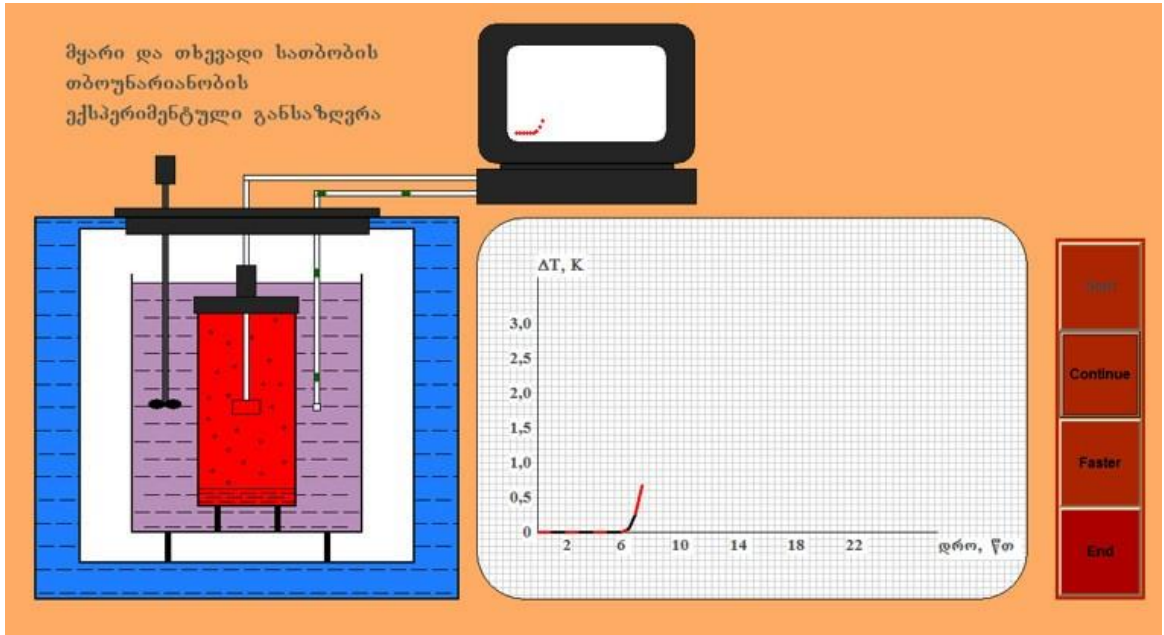 მყარი და თხევადი სათბობის
თბოუნარიანობის
ექსპერიმენტული განსაზღვრა
ΔT, K
3,0
2,5
2,0
1,5
1,0
0,5
0
2 6 10 14 18 22
დრო, წთ
Start
Continue
Faster
End